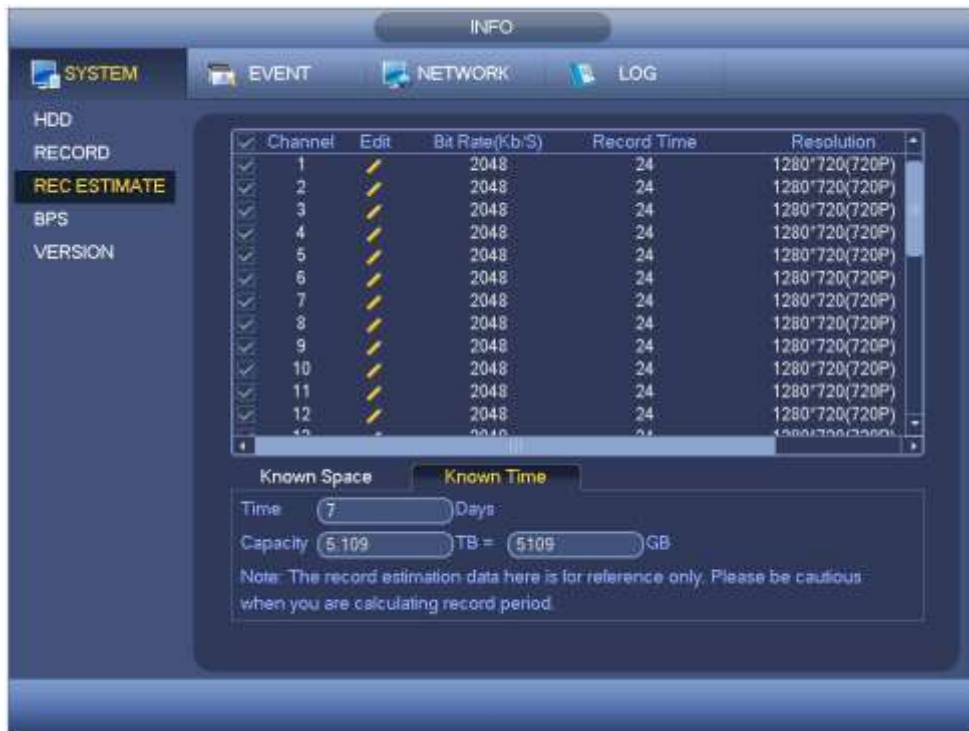 INFO
SYSTEM EVENT NETWORK LOG
HDD
RECORD
REC ESTIMATE
BPS
VERSION
Channel Edit Bit Rate(Kb/S) Record Time Resolution
1 2048 24 1280*720(720P)
2 2048 24 1280*720(720P)
3 2048 24 1280*720(720P)
4 2048 24 1280*720(720P)
5 2048 24 1280*720(720P)
6 2048 24 1280*720(720P)
7 2048 24 1280*720(720P)
8 2048 24 1280*720(720P)
9 2048 24 1280*720(720P)
10 2048 24 1280*720(720P)
11 2048 24 1280*720(720P)
12 2048 24 1280*720(720P)
Known Space Known Time
Time 7 Days
Capacity 5.109 TB = 5109 GB
Note: The record estimation data here is for reference only. Please be cautious
when you are calculating record period.